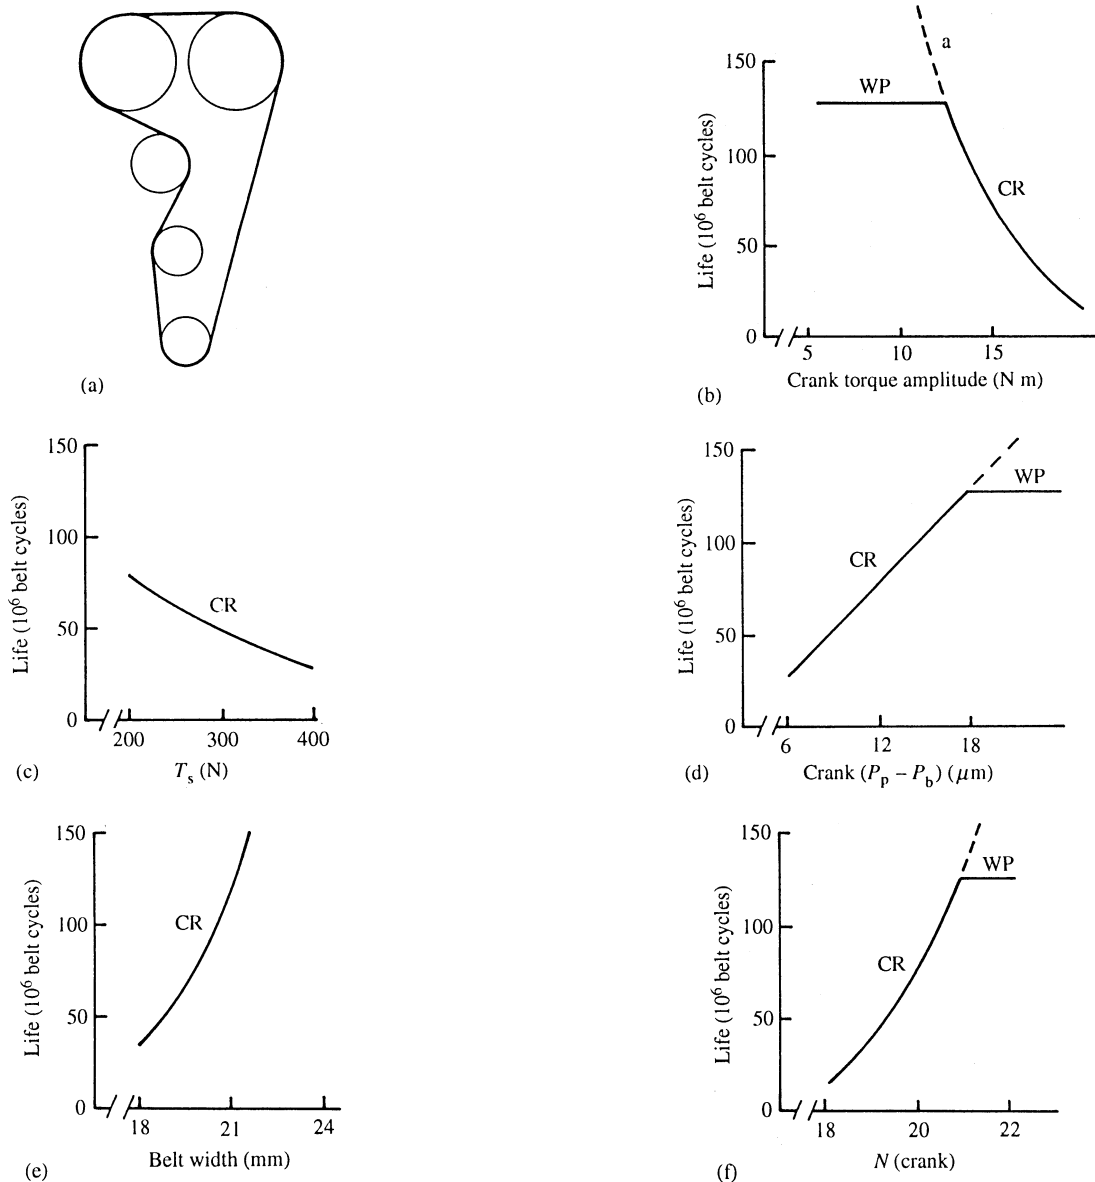 (a)
150
100
50
0
Life (10⁶ belt cycles)
a
WP
CR
5 10 15
Crank torque amplitude (N m)
(b)
150
100
50
0
Life (10⁶ belt cycles)
CR
200 300 400
Tₛ (N)
(c)
150
100
50
0
Life (10⁶ belt cycles)
WP
CR
6 12 18
Crank (Pₚ – P_b) (μm)
(d)
150
100
50
0
Life (10⁶ belt cycles)
CR
18 21 24
Belt width (mm)
(e)
150
100
50
0
Life (10⁶ belt cycles)
WP
CR
18 20 22
N (crank)
(f)